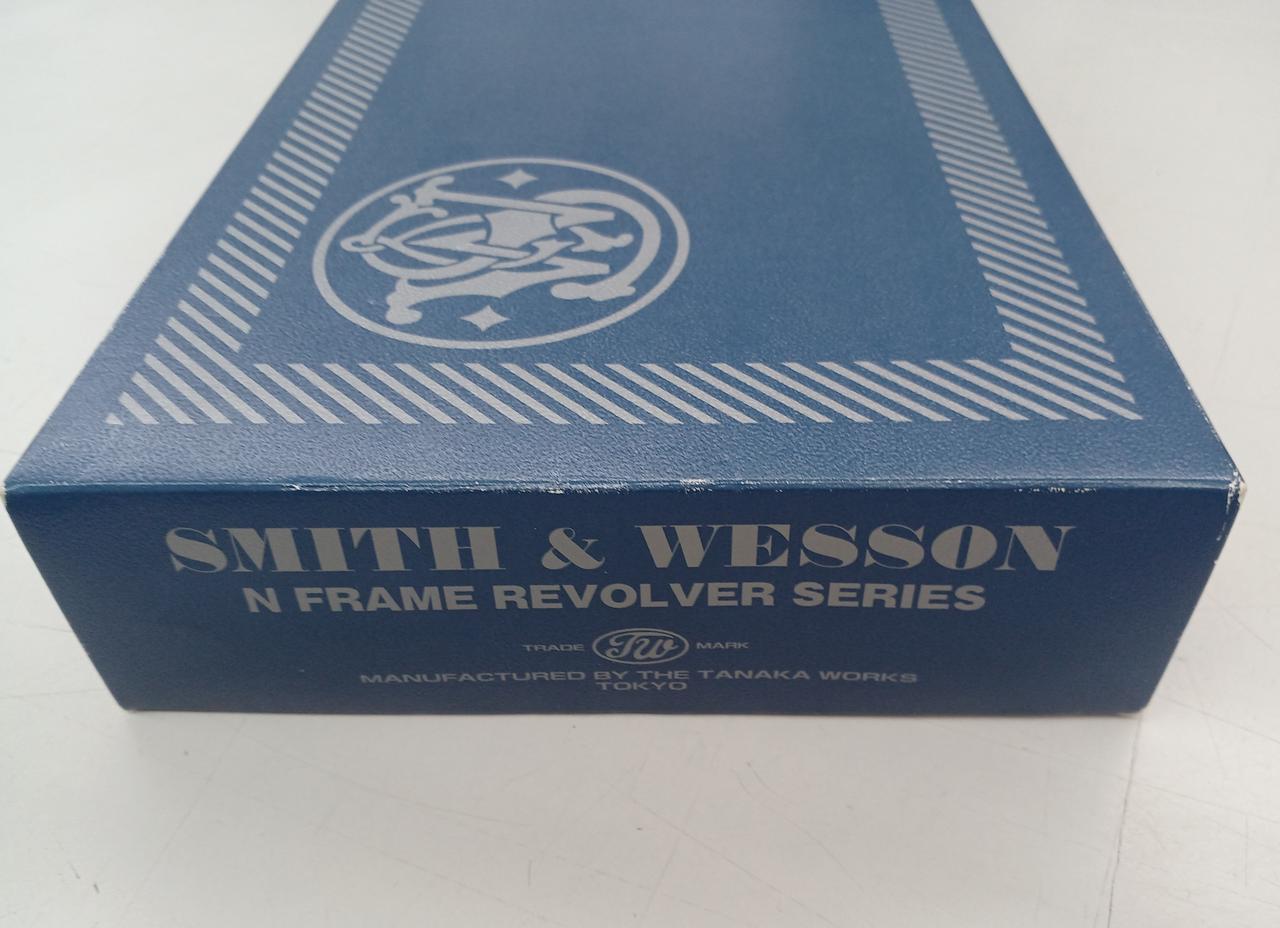 SMITH & WESSON
N FRAME REVOLVER SERIES
TRADE TW MARK
MANUFACTURED BY THE TANAKA WORKS
TOKYO